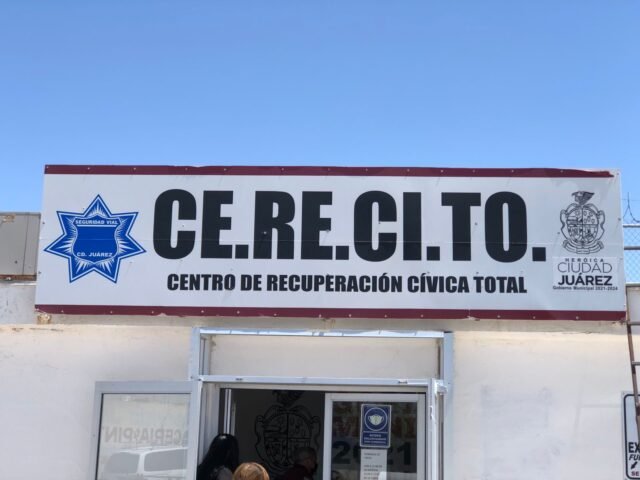 SEGURIDAD VIAL
CD. JUÁREZ
CE.RE.CI.TO.
CENTRO DE RECUPERACIÓN CÍVICA TOTAL
HERÓICA
CIUDAD
JUÁREZ
Gobierno Municipal 2021-2024